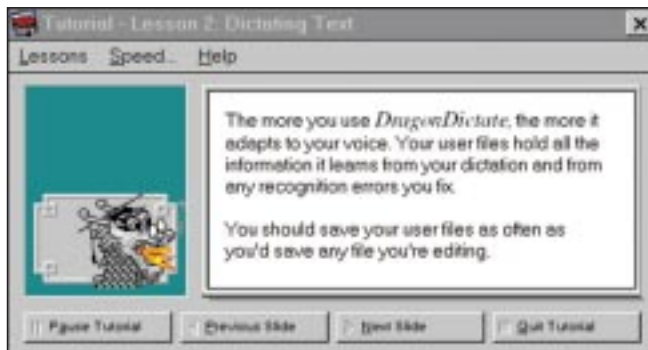 Tutorial - Lesson 2: Dictating Text
Lessons Speed... Help
The more you use DragonDictate, the more it
adapts to your voice. Your user files hold all the
information it learns from your dictation and from
any recognition errors you fix.
You should save your user files as often as
you'd save any file you're editing.
Pause Tutorial Previous Slide Next Slide Quit Tutorial